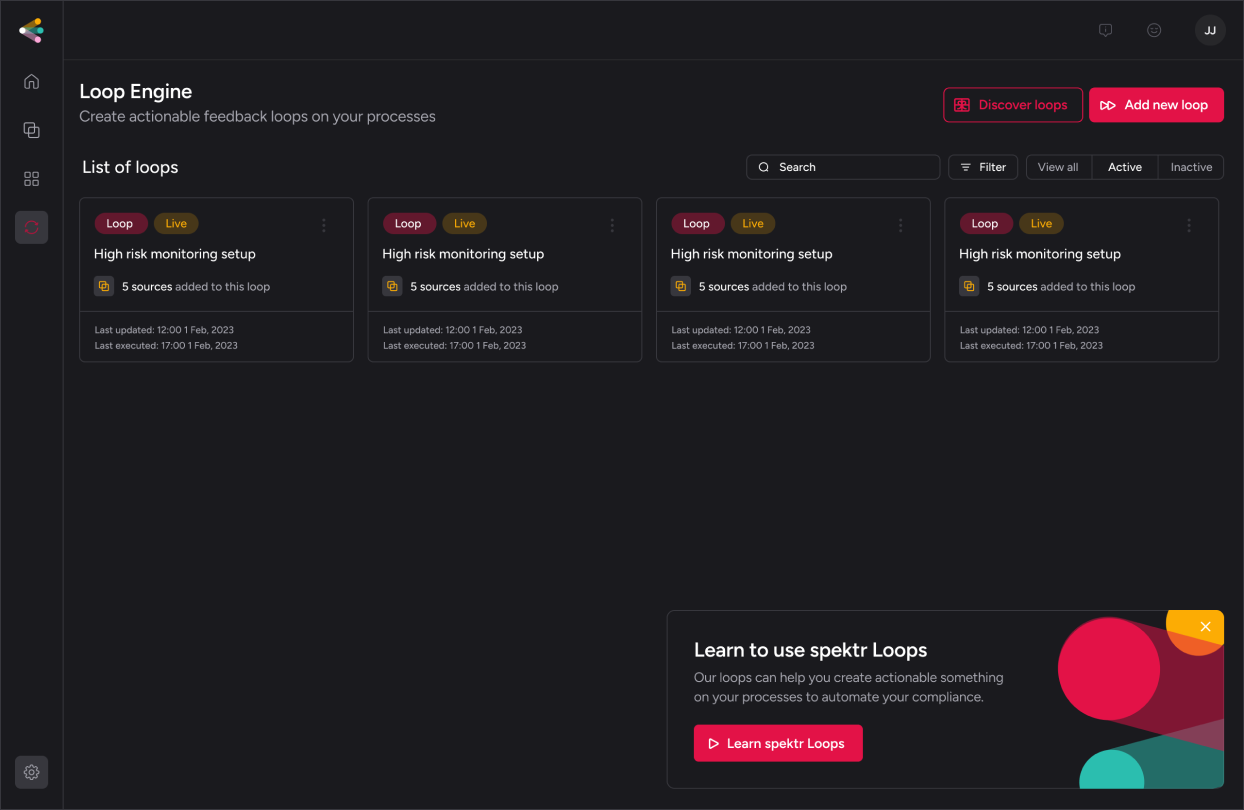 JJ
Loop Engine
Create actionable feedback loops on your processes
Discover loops
Add new loop
List of loops
Search
Filter
View all
Active
Inactive
Loop
Live
High risk monitoring setup
5 sources added to this loop
Last updated: 12:00 1 Feb, 2023
Last executed: 17:00 1 Feb, 2023
Loop
Live
High risk monitoring setup
5 sources added to this loop
Last updated: 12:00 1 Feb, 2023
Last executed: 17:00 1 Feb, 2023
Loop
Live
High risk monitoring setup
5 sources added to this loop
Last updated: 12:00 1 Feb, 2023
Last executed: 17:00 1 Feb, 2023
Loop
Live
High risk monitoring setup
5 sources added to this loop
Last updated: 12:00 1 Feb, 2023
Last executed: 17:00 1 Feb, 2023
Learn to use spektr Loops
Our loops can help you create actionable something
on your processes to automate your compliance.
Learn spektr Loops